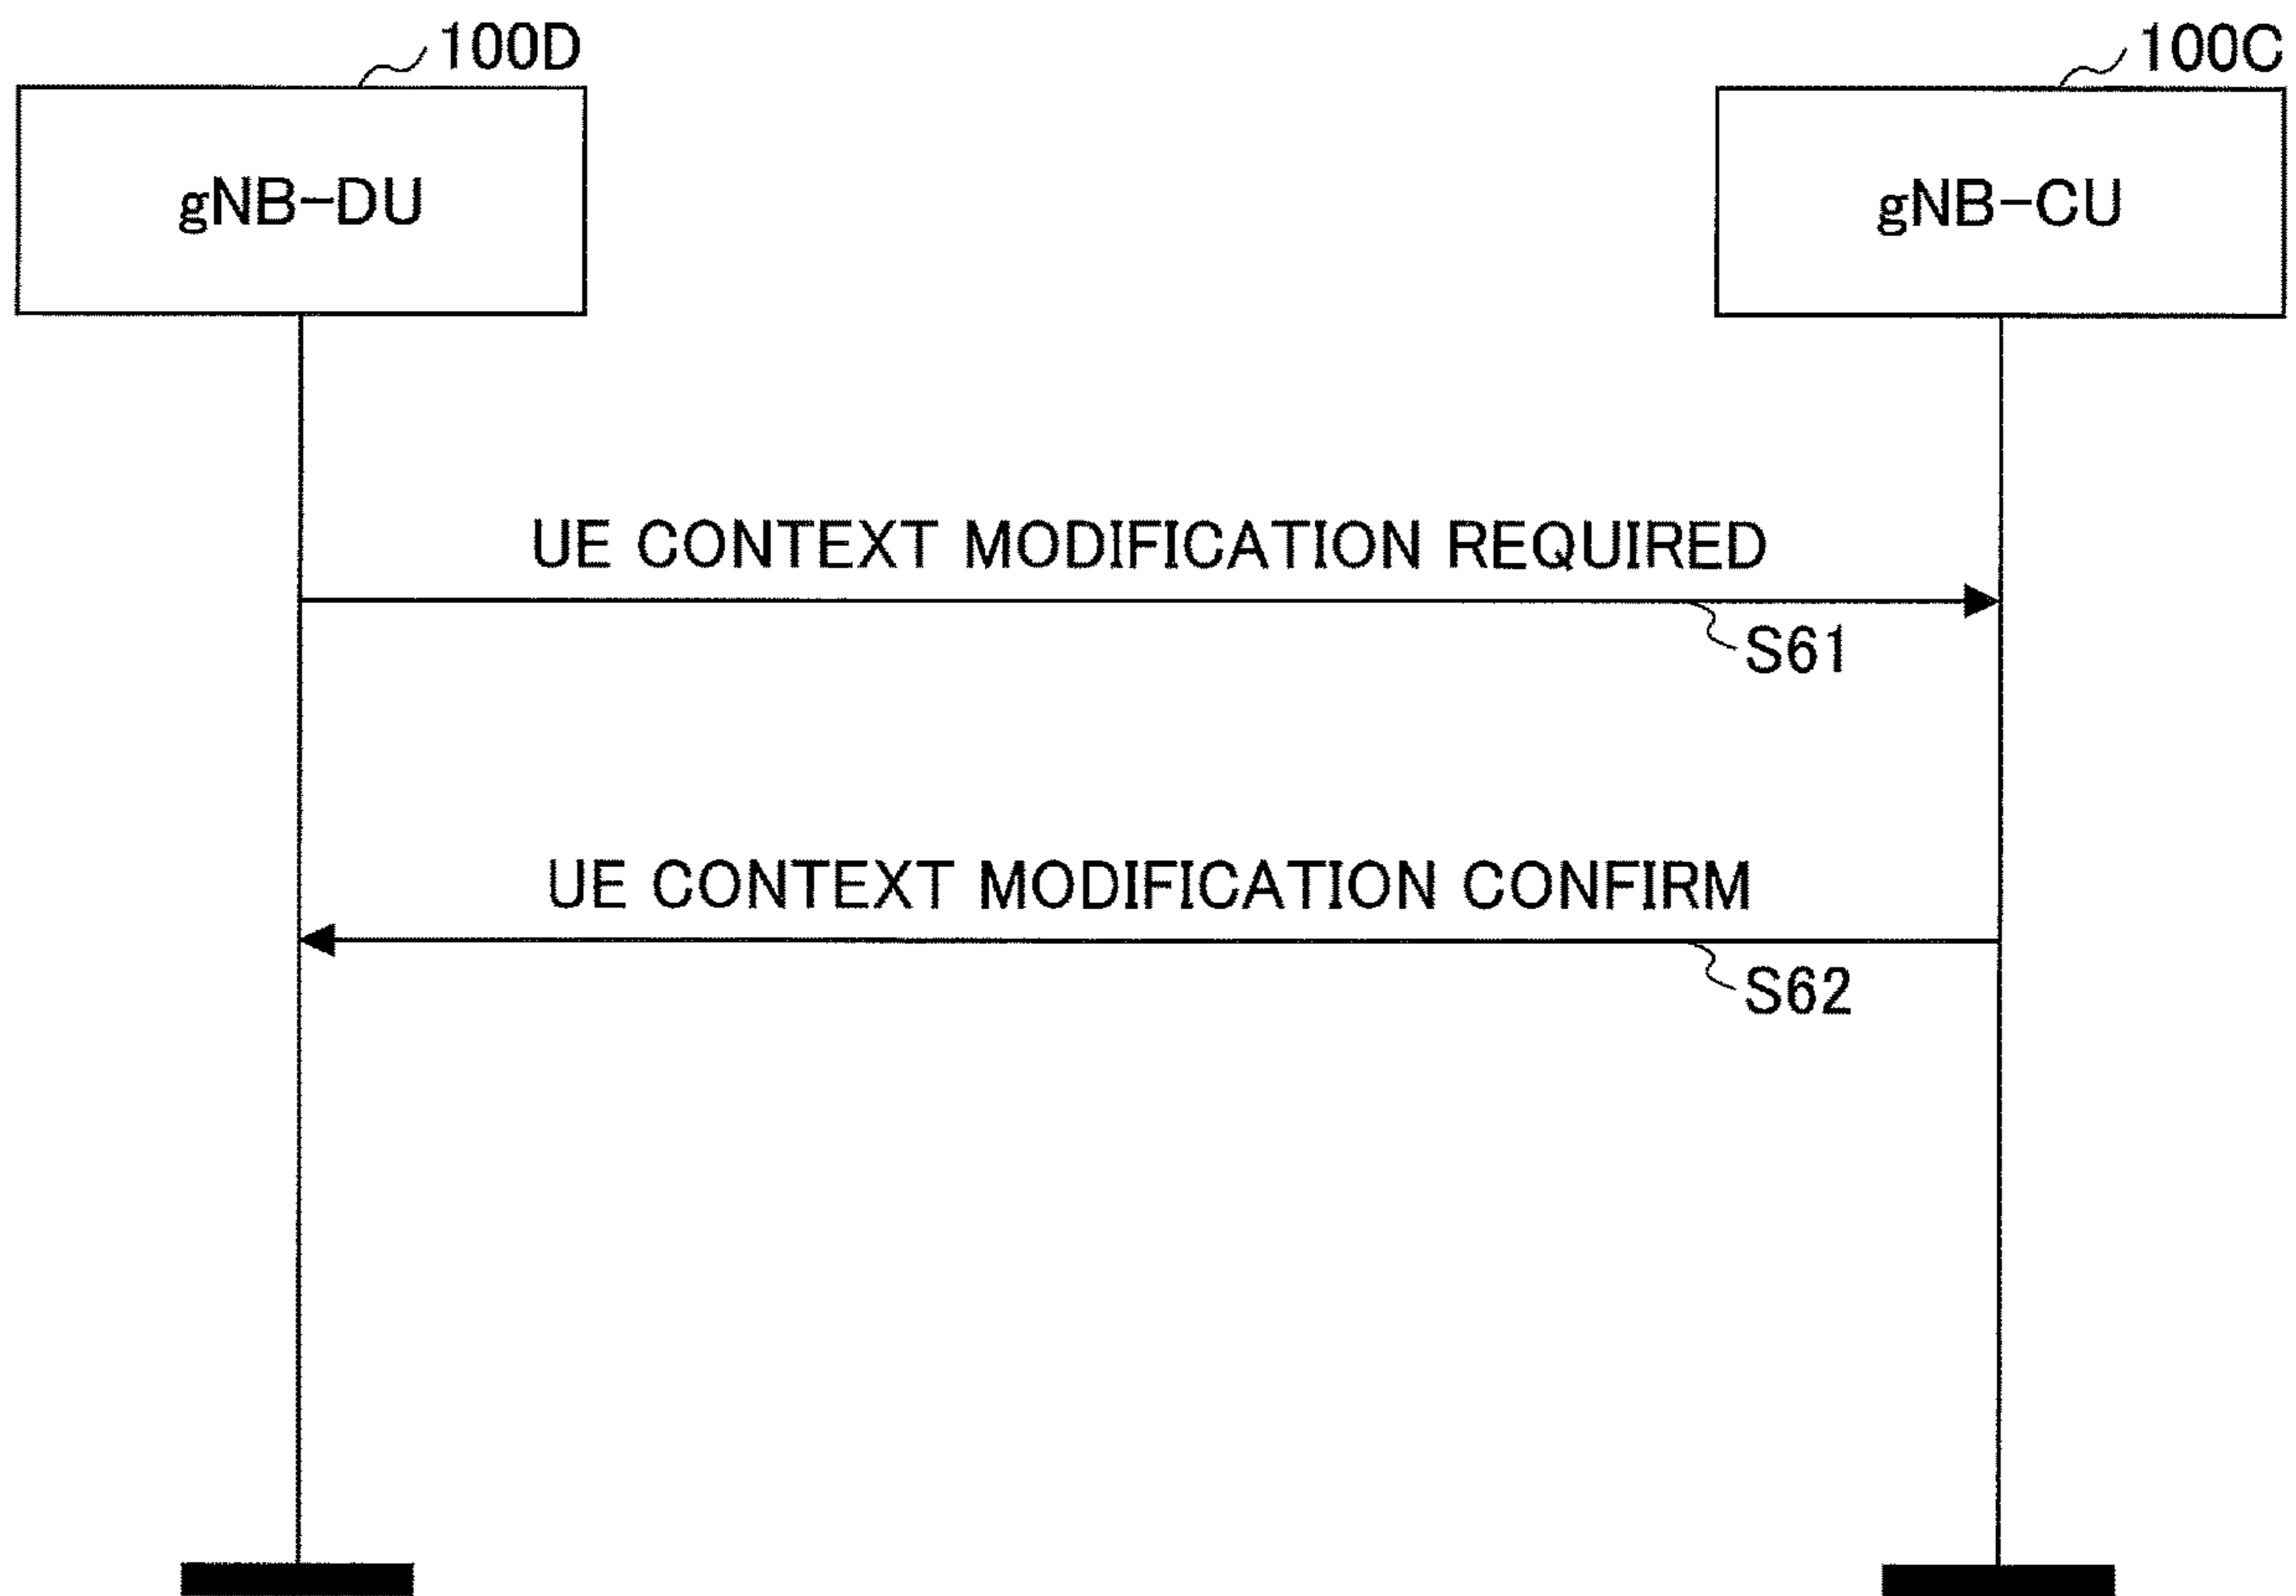 100D
100C
gNB-DU
gNB-CU
UE CONTEXT MODIFICATION REQUIRED
S61
UE CONTEXT MODIFICATION CONFIRM
S62